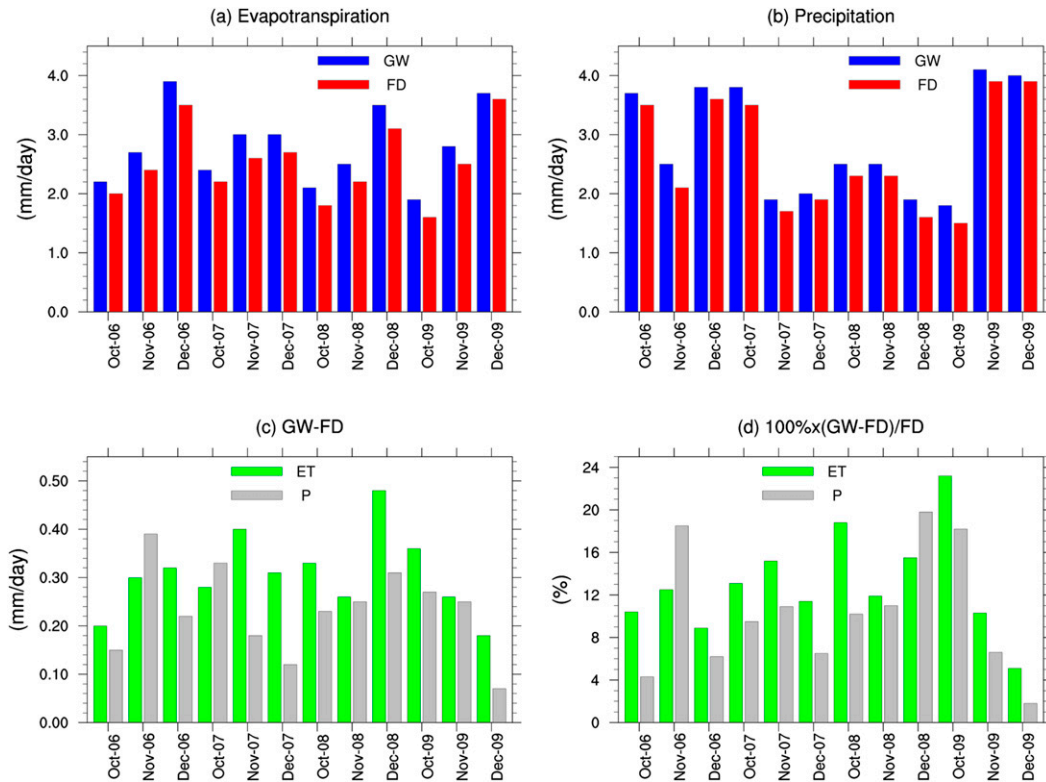 (a) Evapotranspiration
(mm/day)
4.0
3.0
2.0
1.0
0.0
GW
FD
Oct-06
Nov-06
Dec-06
Oct-07
Nov-07
Dec-07
Oct-08
Nov-08
Dec-08
Oct-09
Nov-09
Dec-09
(b) Precipitation
(mm/day)
4.0
3.0
2.0
1.0
0.0
GW
FD
Oct-06
Nov-06
Dec-06
Oct-07
Nov-07
Dec-07
Oct-08
Nov-08
Dec-08
Oct-09
Nov-09
Dec-09
(c) GW-FD
(mm/day)
0.50
0.40
0.30
0.20
0.10
0.00
ET
P
Oct-06
Nov-06
Dec-06
Oct-07
Nov-07
Dec-07
Oct-08
Nov-08
Dec-08
Oct-09
Nov-09
Dec-09
(d) 100%x(GW-FD)/FD
(%)
24
20
16
12
8
4
0
ET
P
Oct-06
Nov-06
Dec-06
Oct-07
Nov-07
Dec-07
Oct-08
Nov-08
Dec-08
Oct-09
Nov-09
Dec-09